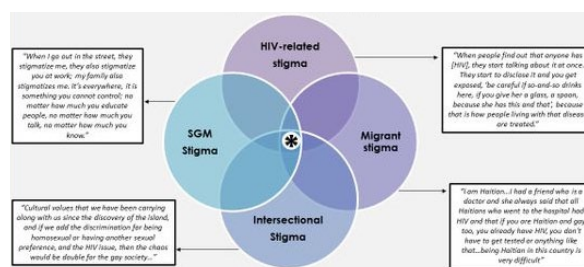 "When I go out in the street, they
stigmatize me, they also stigmatize
you at work; my family also
stigmatizes me. it's everywhere, it is
something you cannot control; no
matter how much you educate
people, no matter how much you
talk, no matter how much you
know."
HIV-related
stigma
"When people find out that anyone has
[HIV], they start talking about it at once.
They start to disclose it and you get
exposed, 'be careful if so-and-so drinks
here, if you give her a glass, a spoon,
because she has this and that', because
that is how people living with that disease
are treated."
SGM
Stigma
*
Migrant
stigma
Intersectional
Stigma
"Cultural values that we have been carrying
along with us since the discovery of the island,
and if we add the discrimination for being
homosexual or having another sexual
preference, and the HIV issue, then the chaos
would be double for the gay society..."
"I am Haitian...I had a friend who is a
doctor and she always said that all
Haitians who went to the hospital had
HIV and that if you are Haitian and gay
too, you already have HIV, you don't
have to get tested or anything like
that...being Haitian in this country is
very difficult"